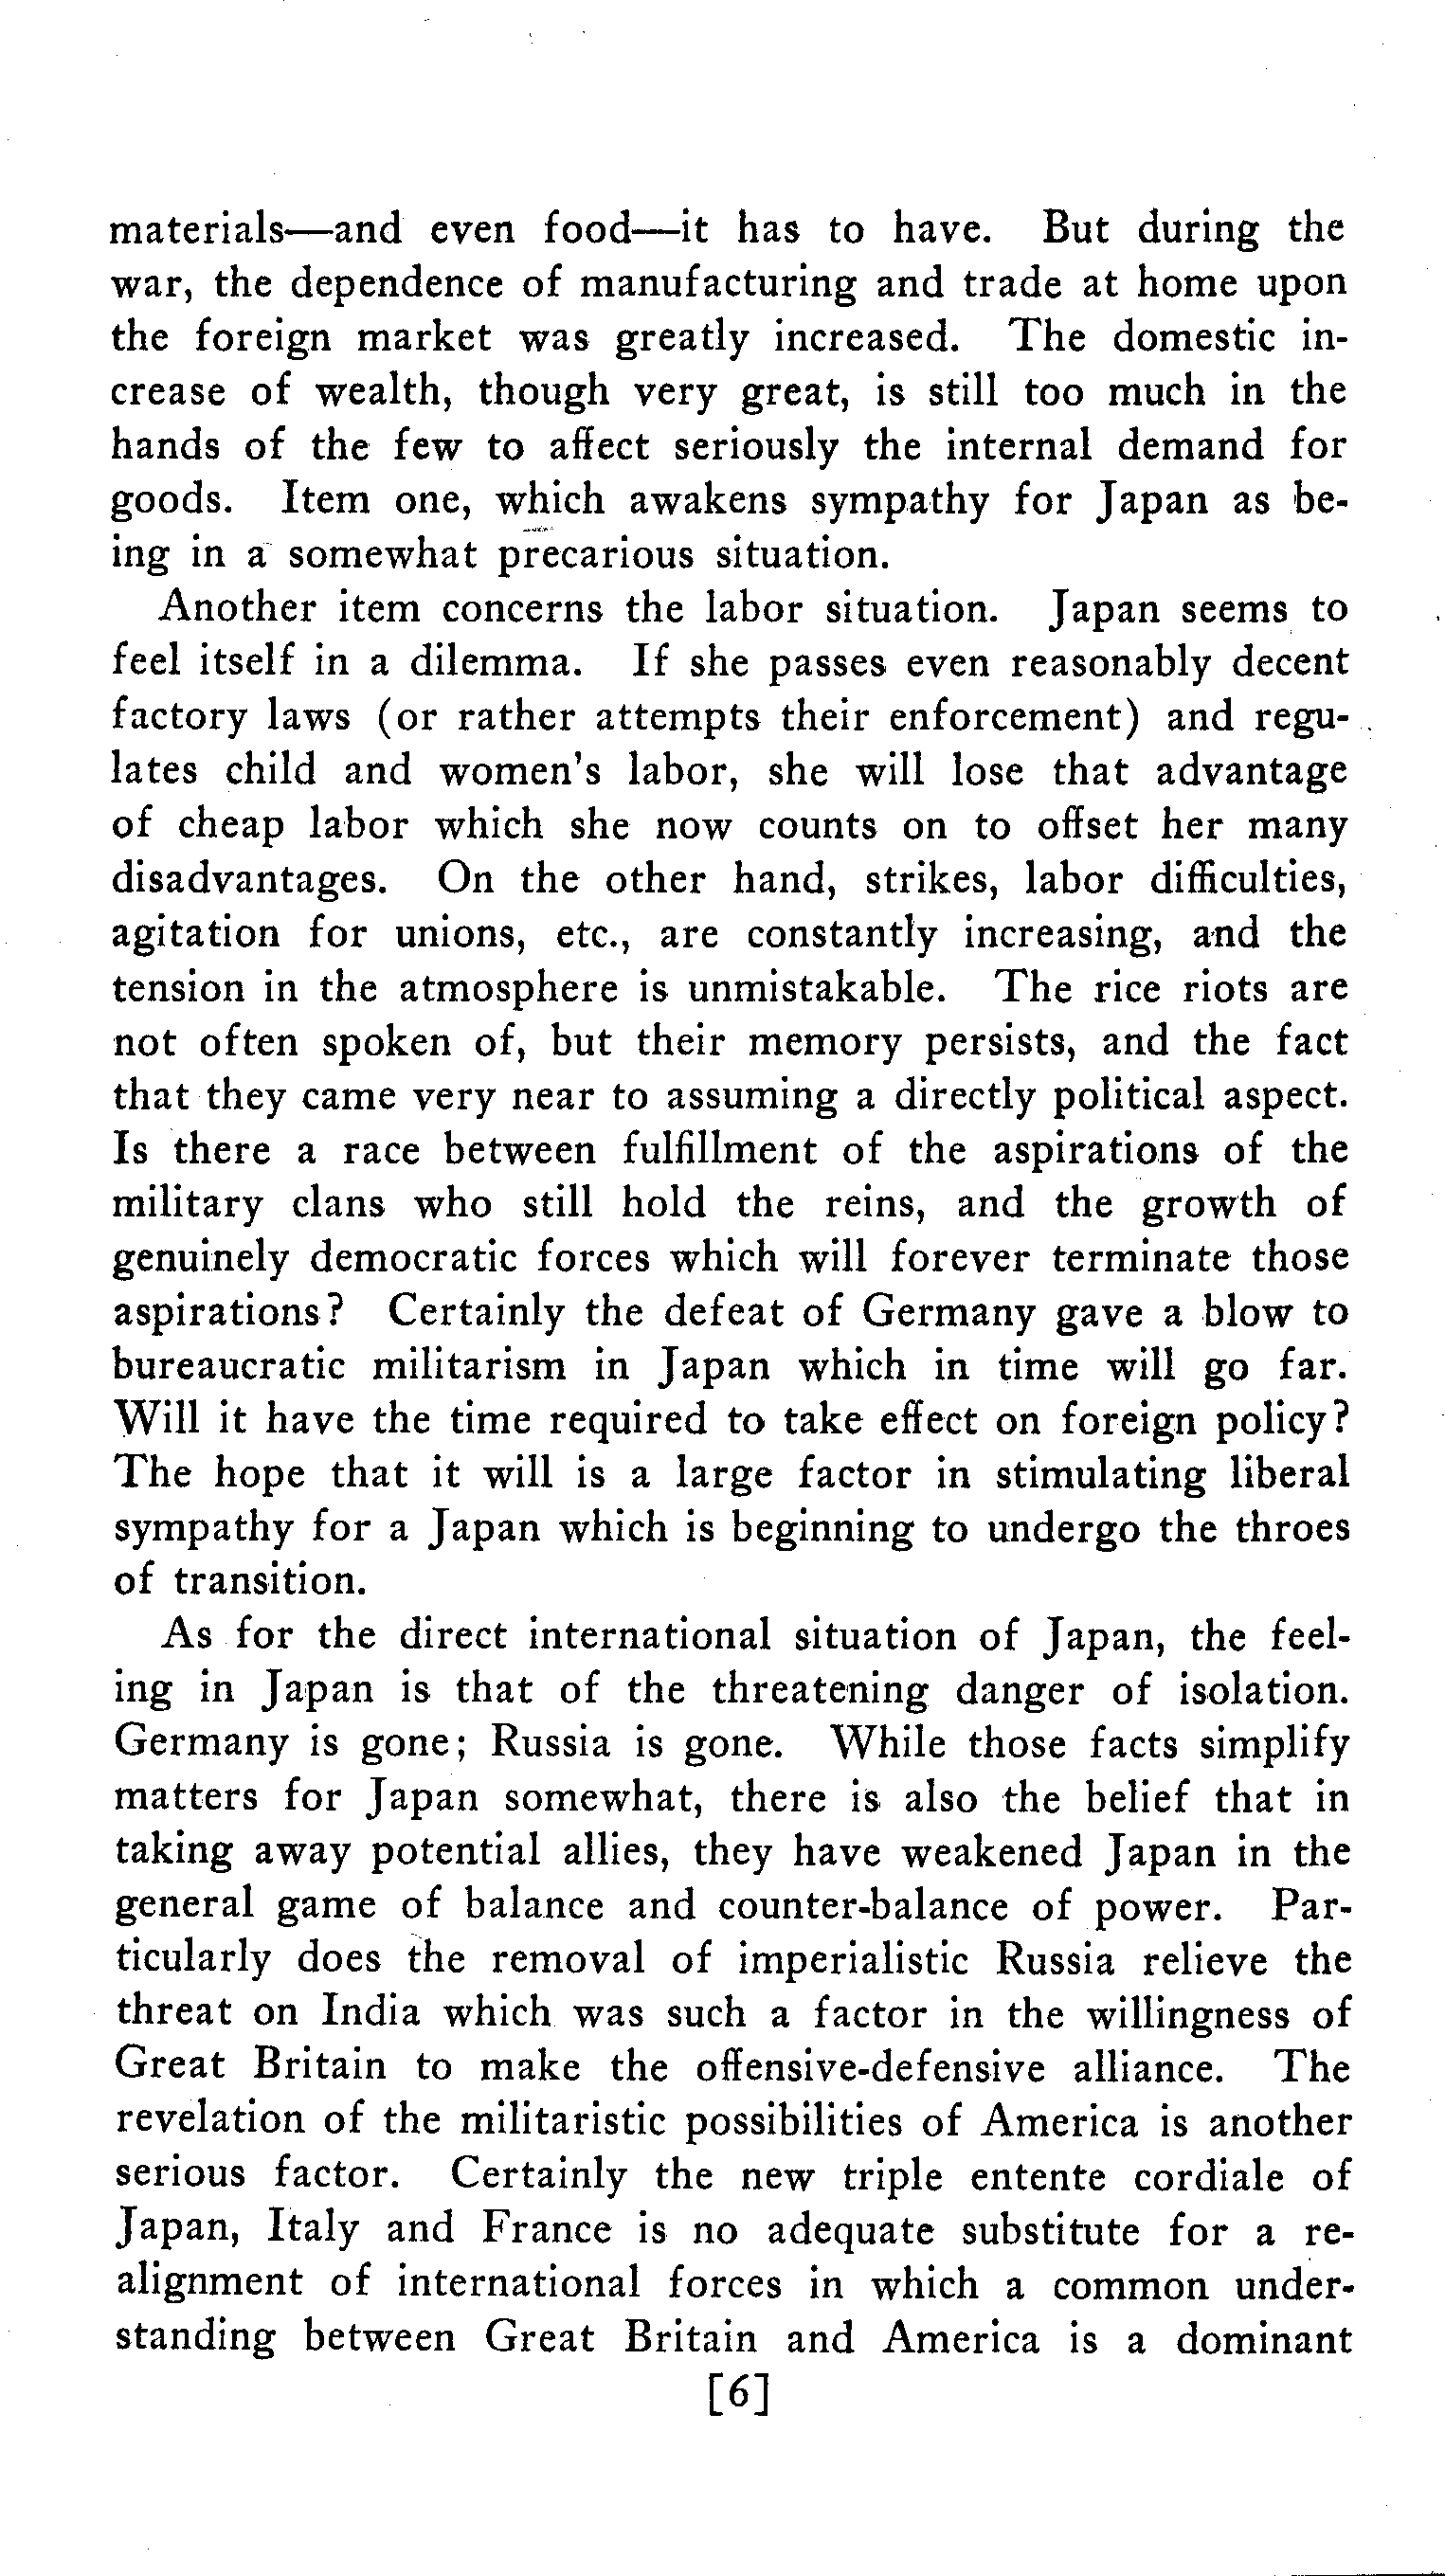 materials—and even food—it has to have. But during the
war, the dependence of manufacturing and trade at home upon
the foreign market was greatly increased. The domestic in-
crease of wealth, though very great, is still too much in the
hands of the few to affect seriously the internal demand for
goods. Item one, which awakens sympathy for Japan as be-
ing in a somewhat precarious situation.
Another item concerns the labor situation. Japan seems to
feel itself in a dilemma. If she passes even reasonably decent
factory laws (or rather attempts their enforcement) and regu-
lates child and women's labor, she will lose that advantage
of cheap labor which she now counts on to offset her many
disadvantages. On the other hand, strikes, labor difficulties,
agitation for unions, etc., are constantly increasing, and the
tension in the atmosphere is unmistakable. The rice riots are
not often spoken of, but their memory persists, and the fact
that they came very near to assuming a directly political aspect.
Is there a race between fulfillment of the aspirations of the
military clans who still hold the reins, and the growth of
genuinely democratic forces which will forever terminate those
aspirations? Certainly the defeat of Germany gave a blow to
bureaucratic militarism in Japan which in time will go far.
Will it have the time required to take effect on foreign policy?
The hope that it will is a large factor in stimulating liberal
sympathy for a Japan which is beginning to undergo the throes
of transition.
As for the direct international situation of Japan, the feel-
ing in Japan is that of the threatening danger of isolation.
Germany is gone; Russia is gone. While those facts simplify
matters for Japan somewhat, there is also the belief that in
taking away potential allies, they have weakened Japan in the
general game of balance and counter-balance of power. Par-
ticularly does the removal of imperialistic Russia relieve the
threat on India which was such a factor in the willingness of
Great Britain to make the offensive-defensive alliance. The
revelation of the militaristic possibilities of America is another
serious factor. Certainly the new triple entente cordiale of
Japan, Italy and France is no adequate substitute for a re-
alignment of international forces in which a common under-
standing between Great Britain and America is a dominant
[6]